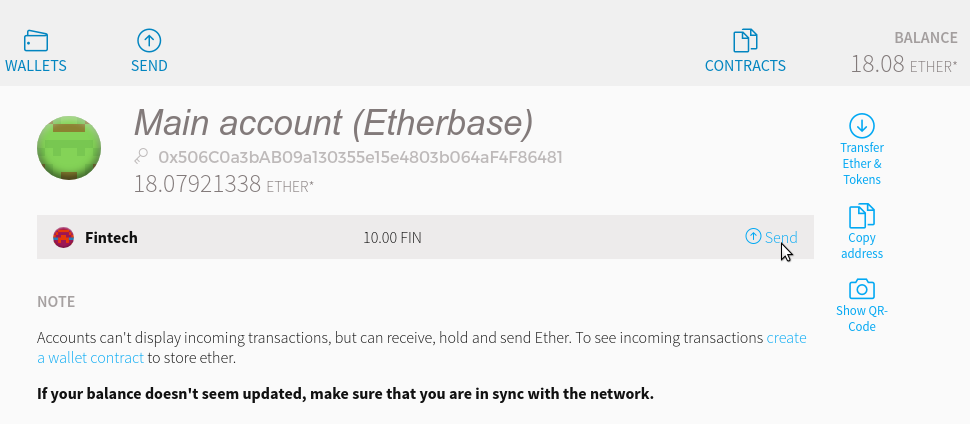 WALLETS
SEND
CONTRACTS
BALANCE
18.08 ETHER*
Main account (Etherbase)
0x506C0a3bAB09a130355e15e4803b064aF4F86481
18.07921338 ETHER*
Transfer
Ether &
Tokens
Fintech 10.00 FIN Send
Copy
address
Show QR-
Code
NOTE
Accounts can't display incoming transactions, but can receive, hold and send Ether. To see incoming transactions create
a wallet contract to store ether.
If your balance doesn't seem updated, make sure that you are in sync with the network.